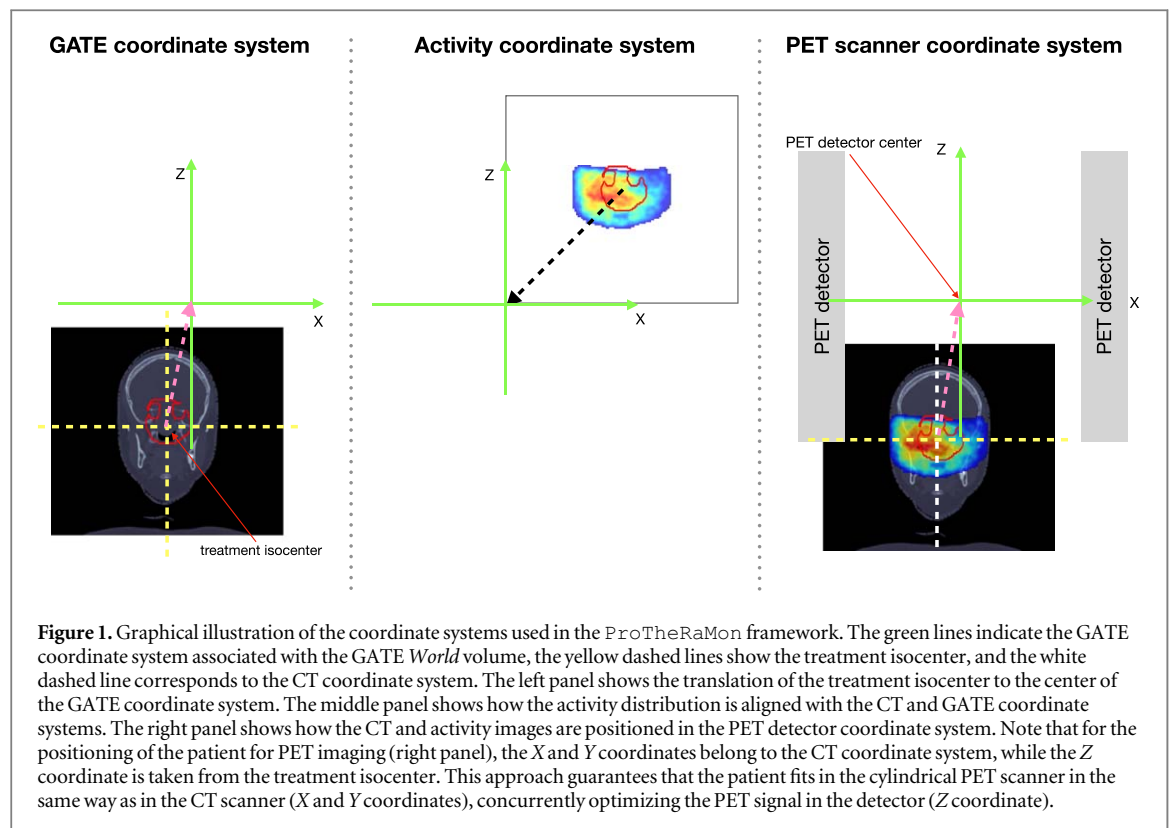 GATE coordinate system
Activity coordinate system
PET scanner coordinate system
Z
X
treatment isocenter
Z
X
PET detector center
Z
X
PET detector
PET detector
Figure 1. Graphical illustration of the coordinate systems used in the ProTheRaMon framework. The green lines indicate the GATE
coordinate system associated with the GATE World volume, the yellow dashed lines show the treatment isocenter, and the white
dashed line corresponds to the CT coordinate system. The left panel shows the translation of the treatment isocenter to the center of
the GATE coordinate system. The middle panel shows how the activity distribution is aligned with the CT and GATE coordinate
systems. The right panel shows how the CT and activity images are positioned in the PET detector coordinate system. Note that for the
positioning of the patient for PET imaging (right panel), the X and Y coordinates belong to the CT coordinate system, while the Z
coordinate is taken from the treatment isocenter. This approach guarantees that the patient fits in the cylindrical PET scanner in the
same way as in the CT scanner (X and Y coordinates), concurrently optimizing the PET signal in the detector (Z coordinate).